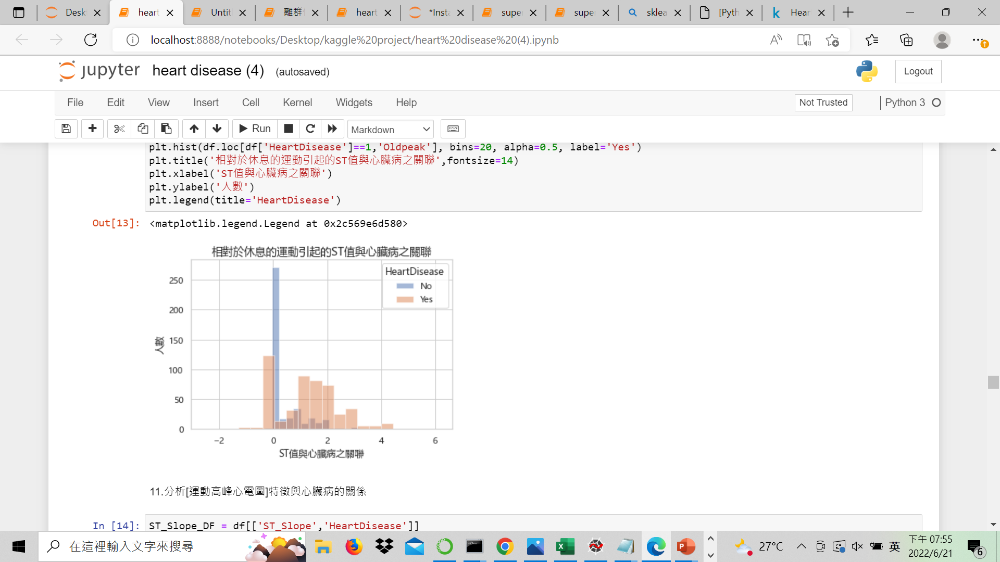 Desk
heart
Untit
離群
heart
*Insta
super
super
sklea
[Pyth
Hear
localhost:8888/notebooks/Desktop/kaggle%20project/heart%20disease%20(4).ipynb
jupyter heart disease (4) (autosaved)
Logout
File Edit View Insert Cell Kernel Widgets Help
Not Trusted
Python 3
Run
Markdown
plt.hist(df.loc[df['HeartDisease']==1,'Oldpeak'], bins=20, alpha=0.5, label='Yes')
plt.title('相對於休息的運動引起的ST值與心臟病之關聯',fontsize=14)
plt.xlabel('ST值與心臟病之關聯')
plt.ylabel('人數')
plt.legend(title='HeartDisease')
Out[13]: <matplotlib.legend.Legend at 0x2c569e6d580>
相對於休息的運動引起的ST值與心臟病之關聯
HeartDisease
No
Yes
250
200
150
100
50
0
人數
−2 0 2 4 6
ST值與心臟病之關聯
11.分析[運動高峰心電圖]特徵與心臟病的關係
In [14]: ST_Slope_DF = df[['ST_Slope','HeartDisease']]
在這裡輸入文字來搜尋
27°C
英
下午 07:55
2022/6/21
6